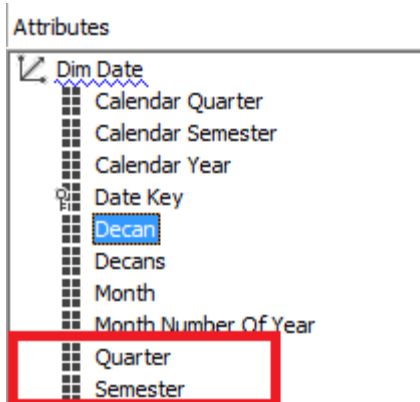 Attributes
Dim Date
Calendar Quarter
Calendar Semester
Calendar Year
Date Key
Decan
Decans
Month
Month Number Of Year
Quarter
Semester